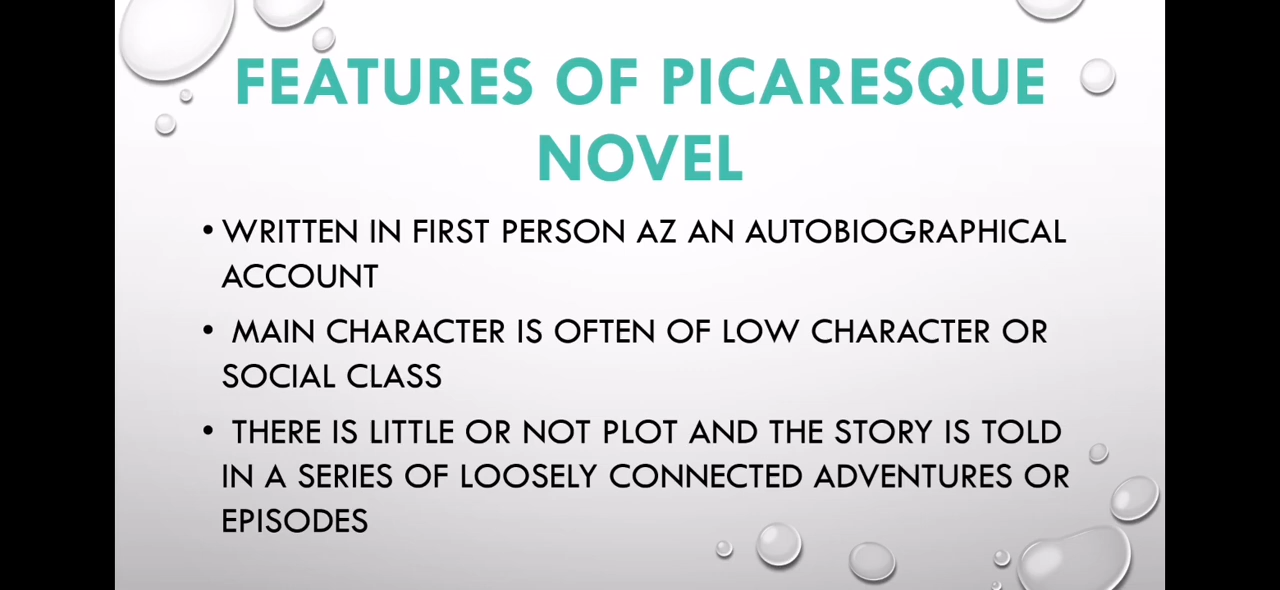 FEATURES OF PICARESQUE
NOVEL
• WRITTEN IN FIRST PERSON AZ AN AUTOBIOGRAPHICAL
ACCOUNT
• MAIN CHARACTER IS OFTEN OF LOW CHARACTER OR
SOCIAL CLASS
• THERE IS LITTLE OR NOT PLOT AND THE STORY IS TOLD
IN A SERIES OF LOOSELY CONNECTED ADVENTURES OR
EPISODES